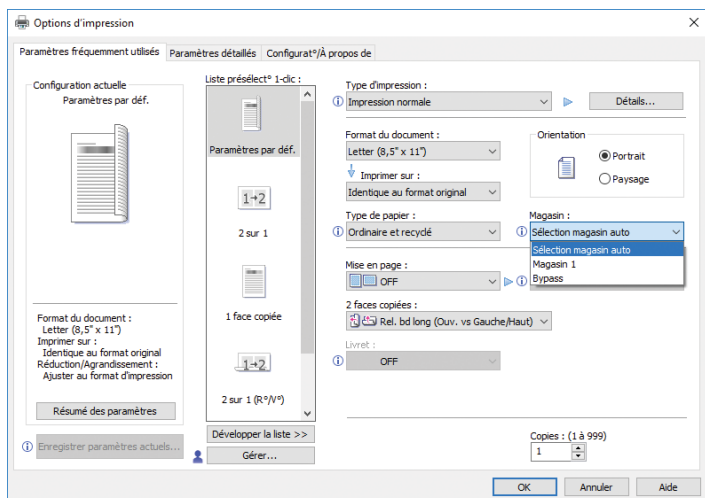 Options d'impression
Paramètres fréquemment utilisés
Paramètres détaillés
Configurat°/À propos de
Configuration actuelle
Paramètres par déf.
Format du document :
Letter (8,5" x 11")
Imprimer sur :
Identique au format original
Réduction/Agrandissement :
Ajuster au format d'impression
Résumé des paramètres
Enregistrer paramètres actuels...
Liste présélect° 1-clic :
Paramètres par déf.
1→2
2 sur 1
1 face copiée
1→2
2 sur 1 (R°/V°)
Développer la liste >>
Gérer...
Type d'impression :
Impression normale
Détails...
Format du document :
Letter (8,5" x 11")
Imprimer sur :
Identique au format original
Orientation
Portrait
Paysage
Type de papier :
Ordinaire et recyclé
Magasin :
Sélection magasin auto
Sélection magasin auto
Magasin 1
Bypass
Mise en page :
OFF
2 faces copiées :
Rel. bd long (Ouv. vs Gauche/Haut)
Livret :
OFF
Copies : (1 à 999)
1
OK
Annuler
Aide